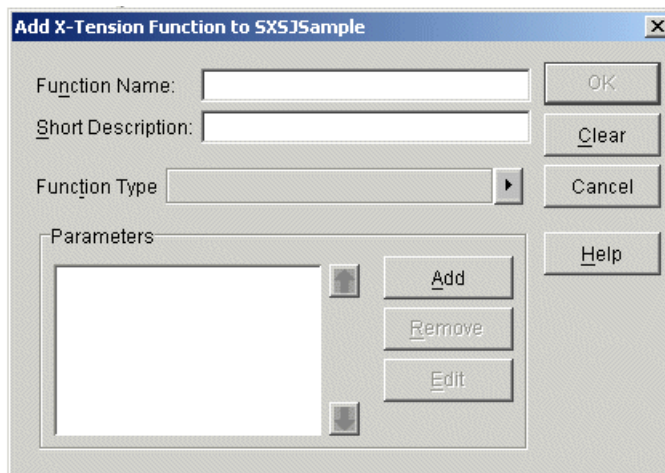 Add X-Tension Function to SXSJSample
Function Name:
OK
Short Description:
Clear
Function Type
Cancel
Parameters
Help
Add
Remove
Edit